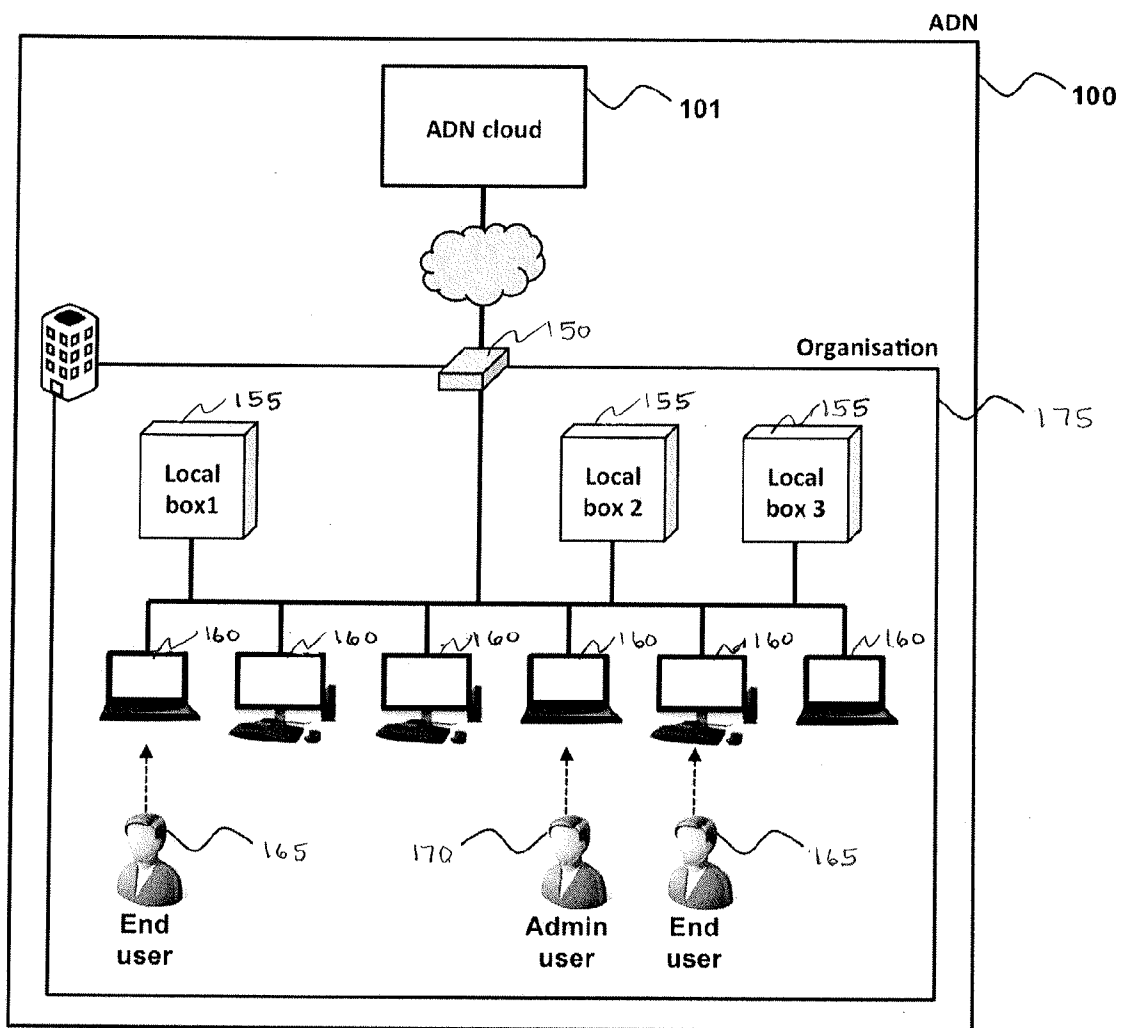 ADN
100
101
ADN cloud
150
Organisation
175
155
155
155
Local
box1
Local
box 2
Local
box 3
160
160
160
160
160
160
165
170
165
End
user
Admin
user
End
user